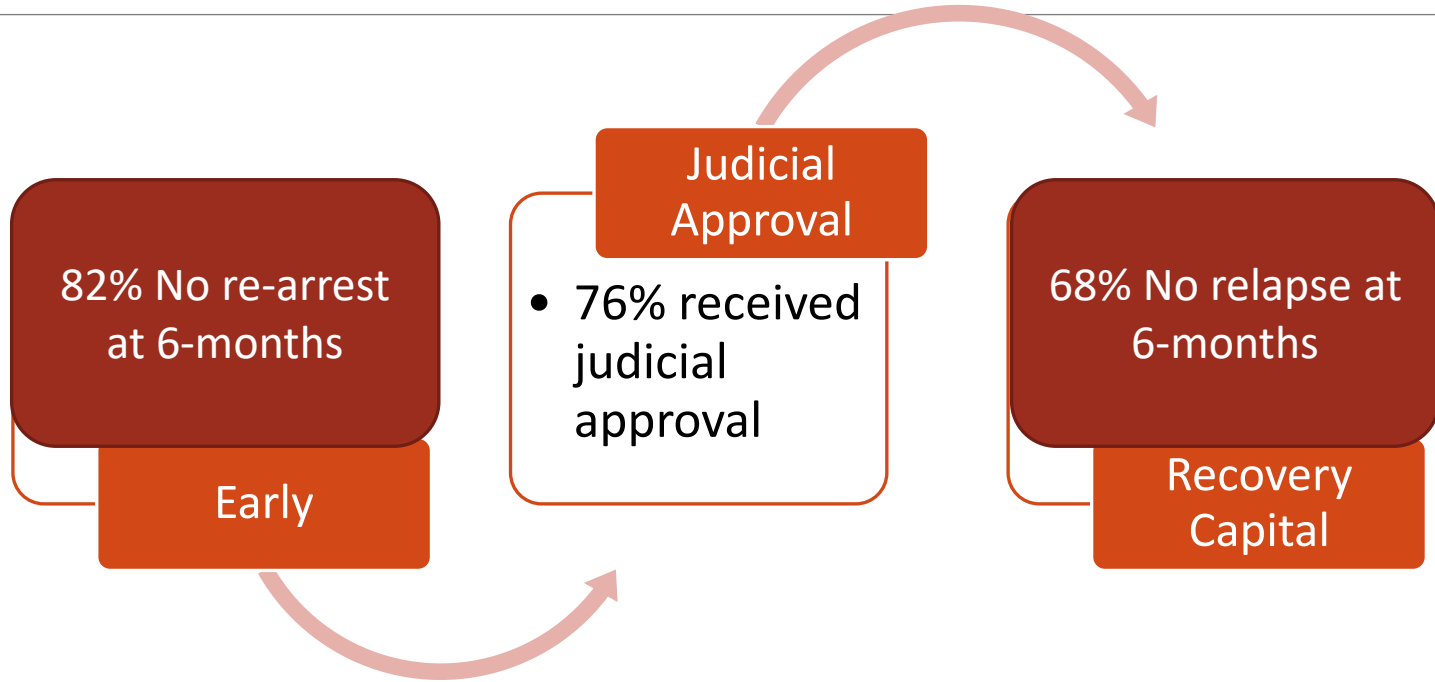 82% No re-arrest
at 6-months
Early
Judicial
Approval
• 76% received
judicial
approval
68% No relapse at
6-months
Recovery
Capital